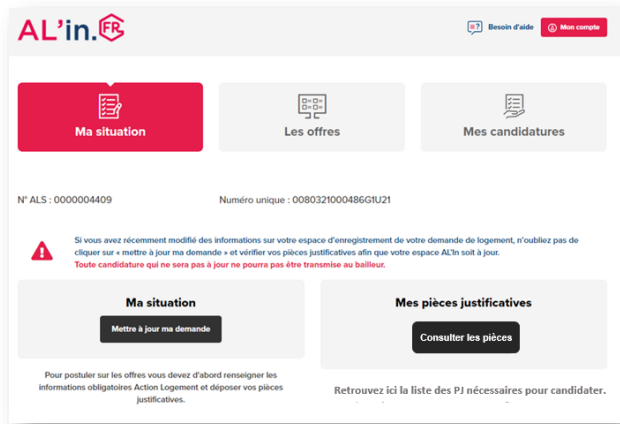 AL'in.FR
Besoin d'aide
Mon compte
Ma situation
Les offres
Mes candidatures
N° ALS : 0000004409
Numéro unique : 0080321000486G1U21
Si vous avez récemment modifié des informations sur votre espace d'enregistrement de votre demande de logement, n'oubliez pas de
cliquer sur « mettre à jour ma demande » et vérifier vos pièces justificatives afin que votre espace AL'in soit à jour.
Toute candidature qui ne sera pas à jour ne pourra pas être transmise au bailleur.
Ma situation
Mettre à jour ma demande
Pour postuler sur les offres vous devez d'abord renseigner les
informations obligatoires Action Logement et déposer vos pièces
justificatives.
Mes pièces justificatives
Consulter les pièces
Retrouvez ici la liste des PJ nécessaires pour candidater.